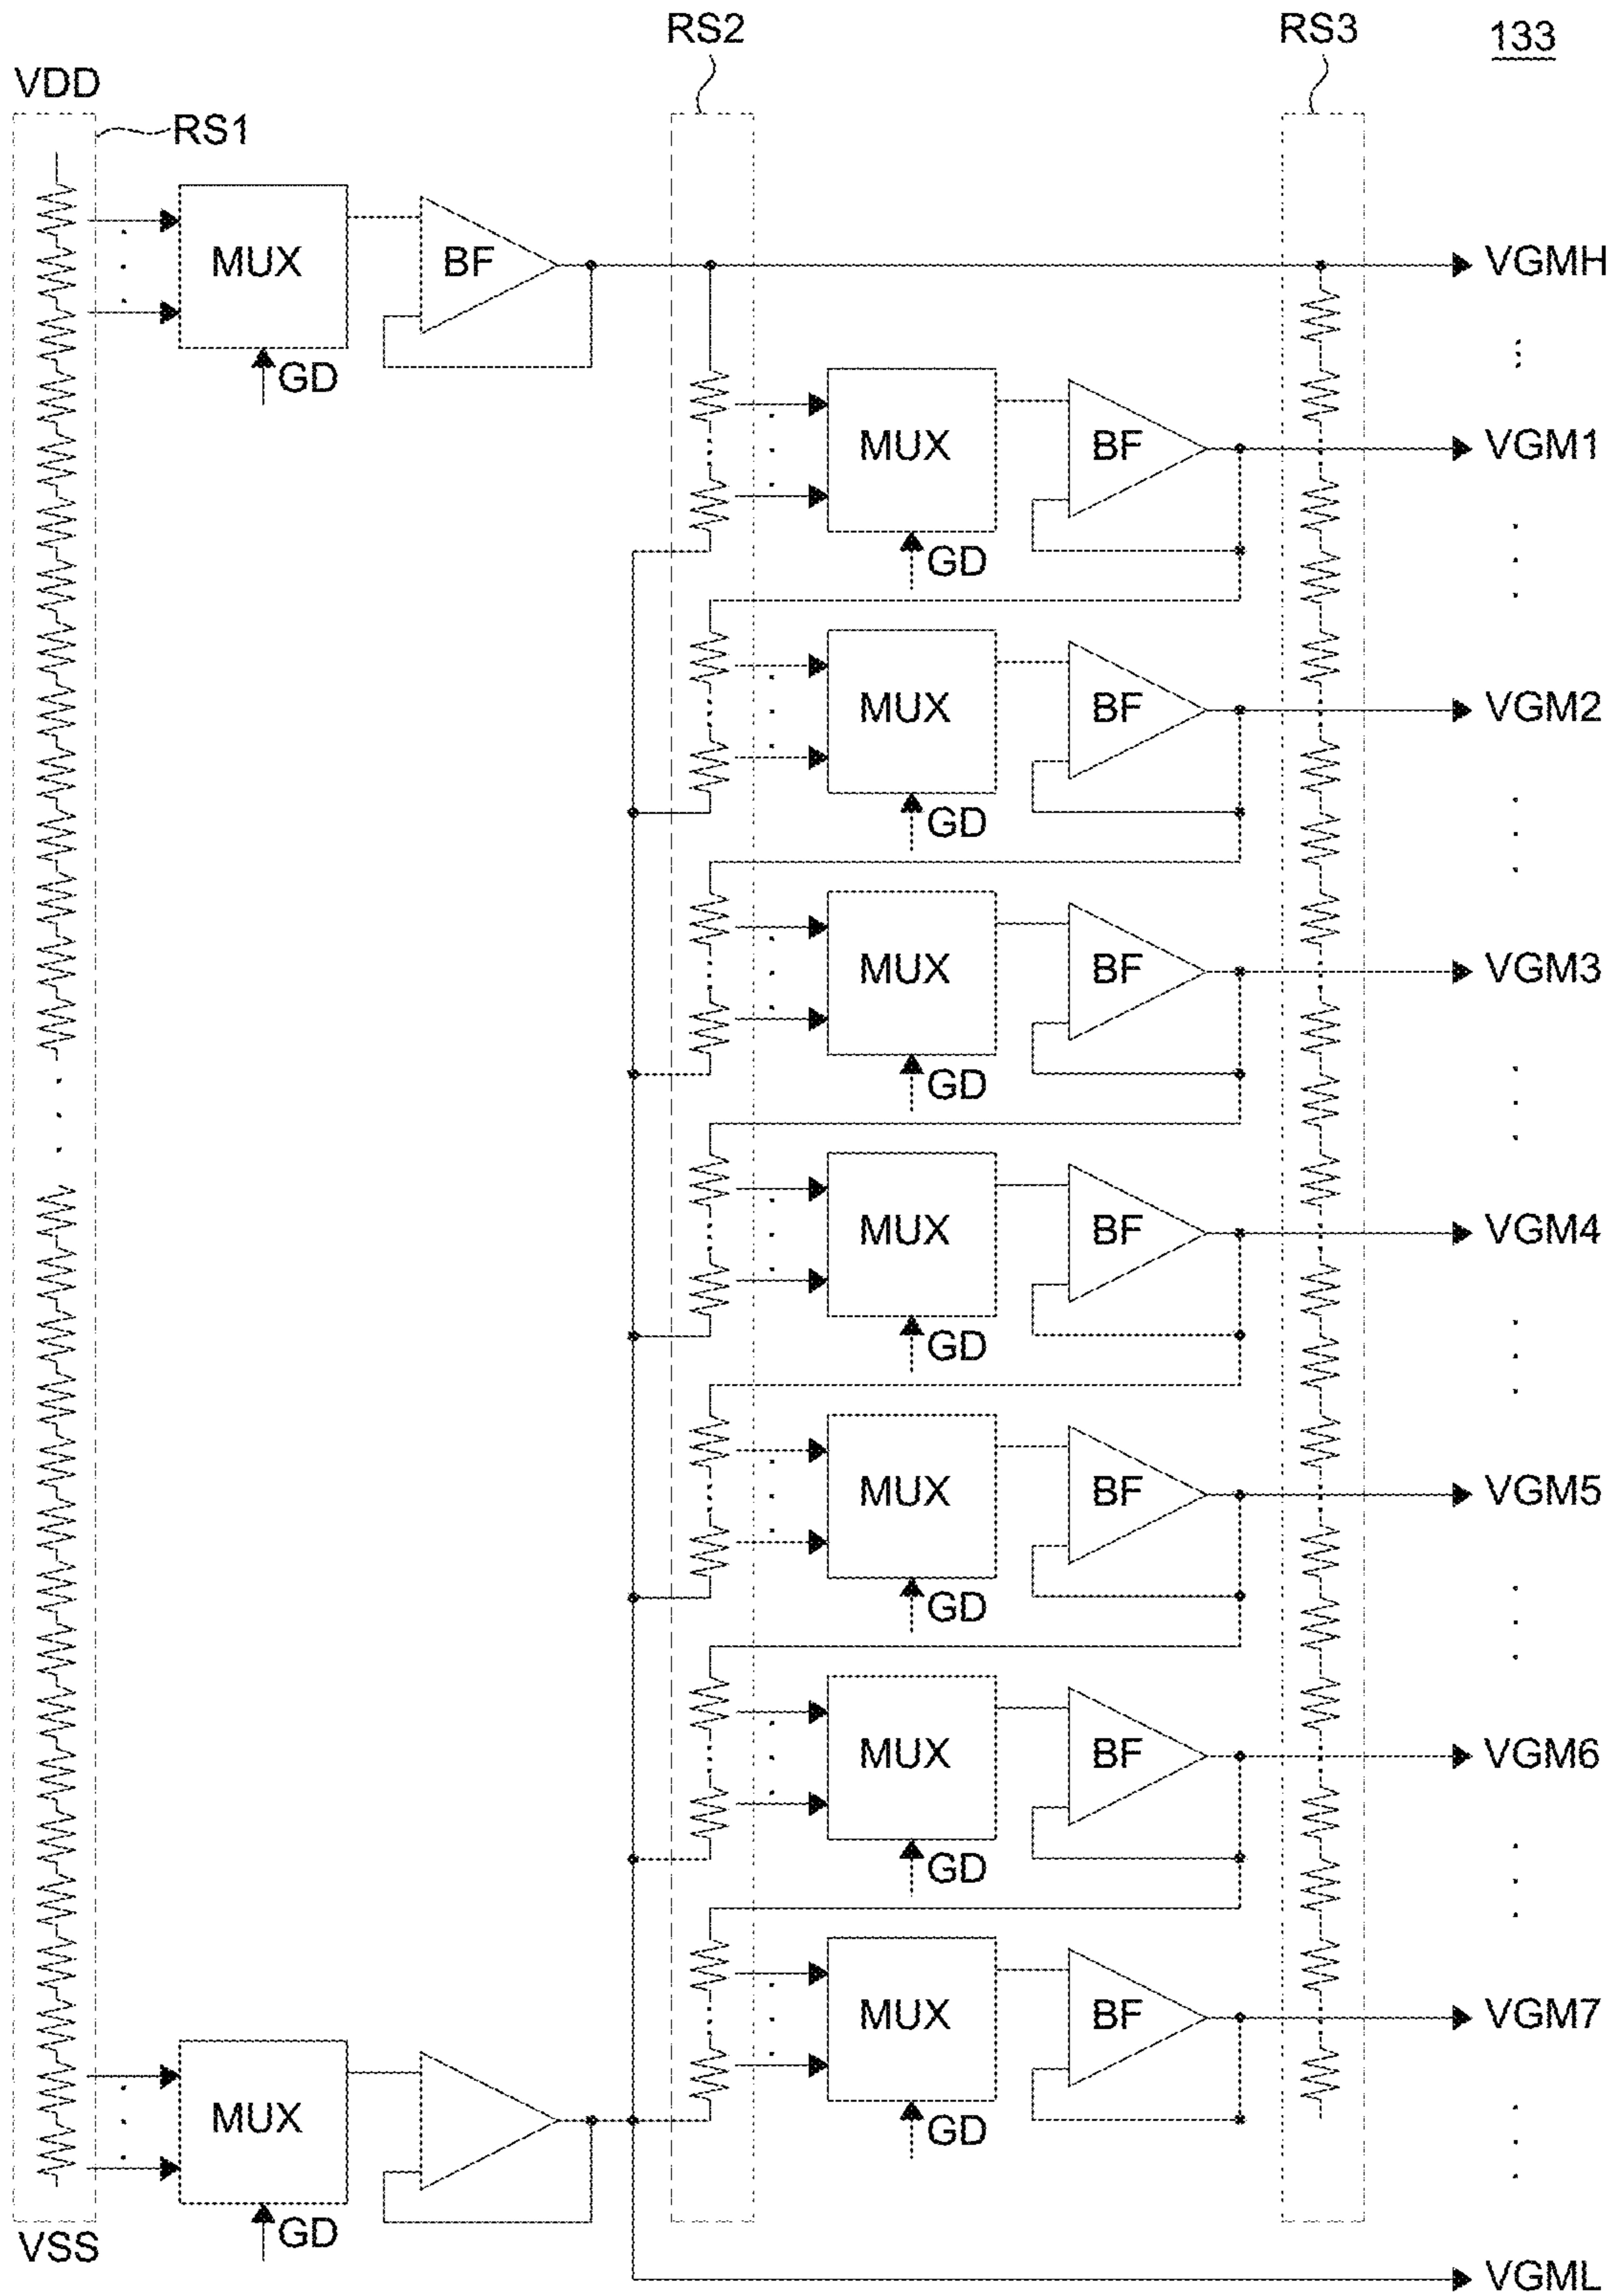 RS2
RS3
133
VDD
RS1
MUX
BF
VGMH
GD
MUX
BF
VGM1
GD
MUX
BF
VGM2
GD
MUX
BF
VGM3
GD
MUX
BF
VGM4
GD
MUX
BF
VGM5
GD
MUX
BF
VGM6
GD
MUX
BF
VGM7
MUX
GD
GD
VSS
VGML